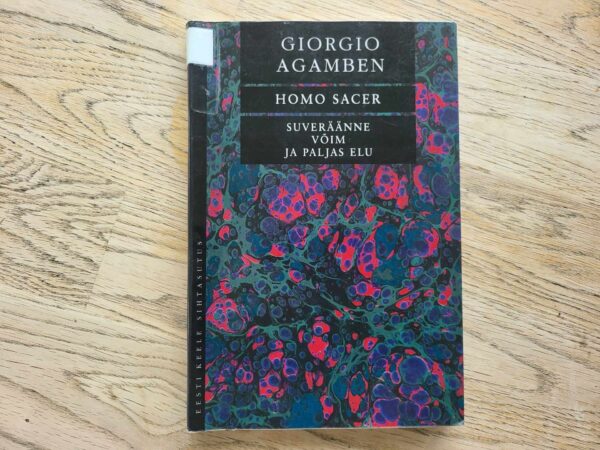 GIORGIO
AGAMBEN
HOMO SACER
SUVERÄÄNNE
VÕIM
JA PALJAS ELU
EESTI KEELE SIHTASUTUS